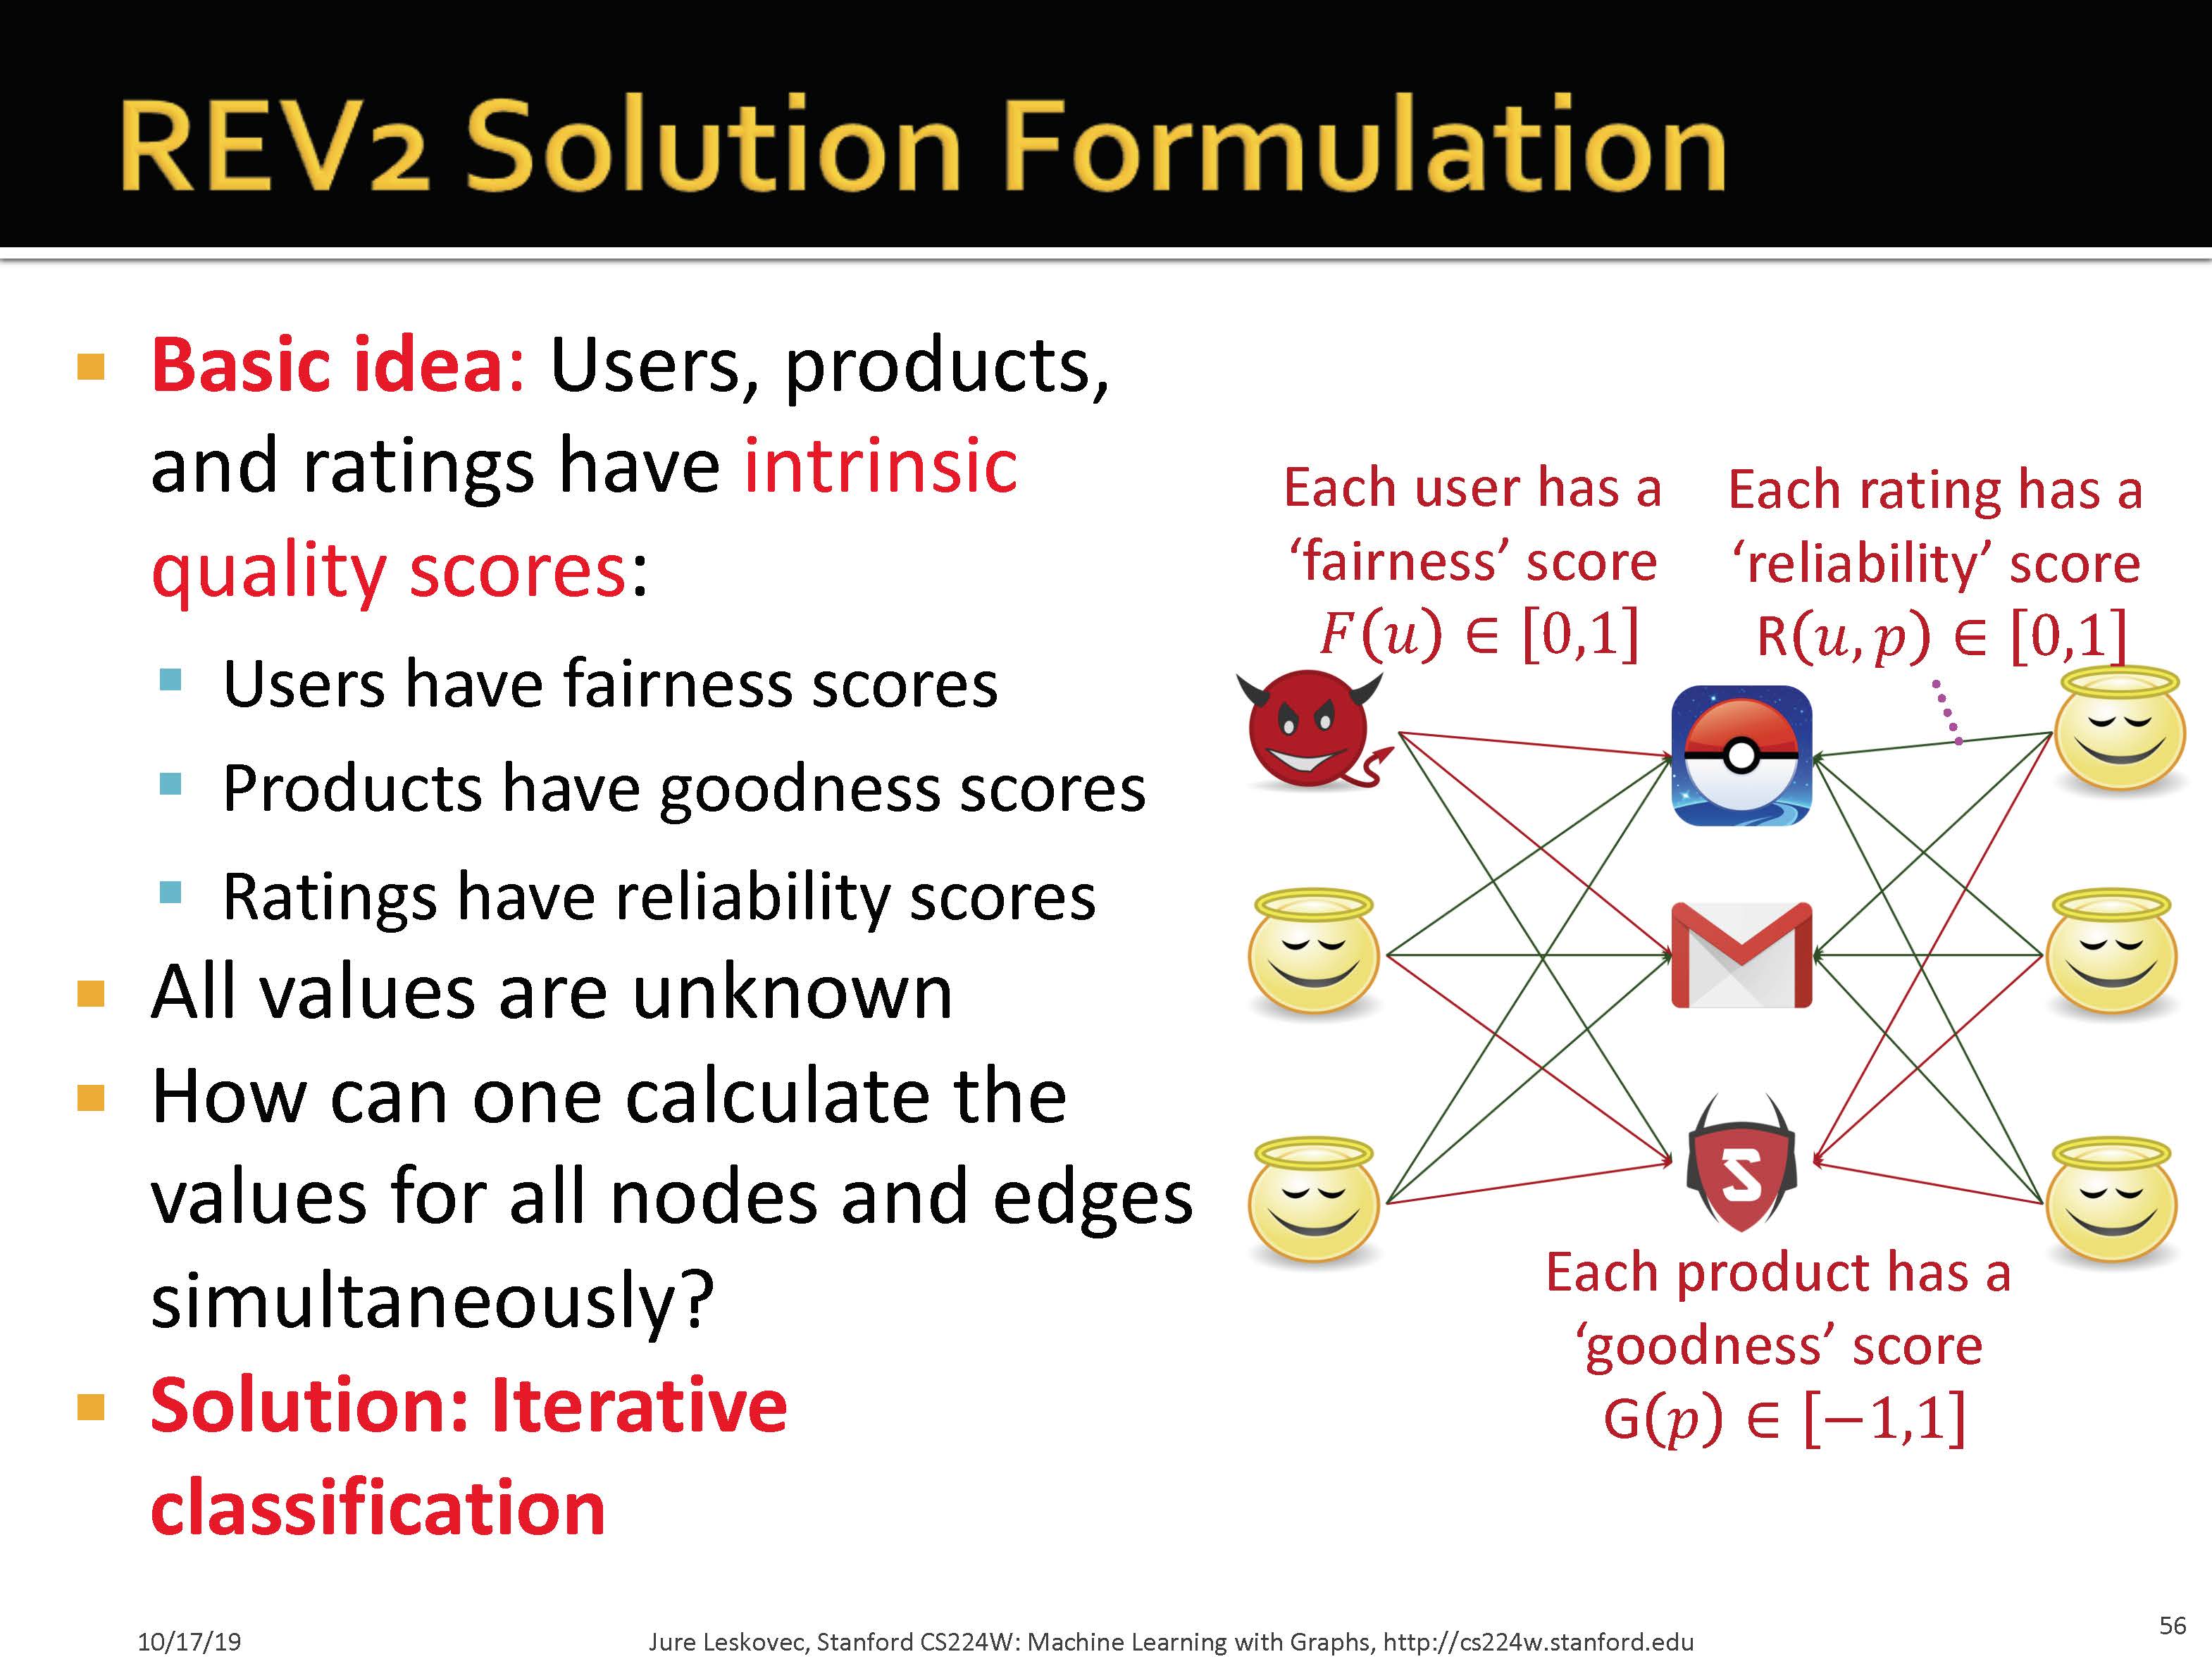 REV2 Solution Formulation
Basic idea: Users, products,
and ratings have intrinsic
quality scores:
Users have fairness scores
Products have goodness scores
Ratings have reliability scores
All values are unknown
How can one calculate the
values for all nodes and edges
simultaneously?
Solution: Iterative
classification
Each user has a
‘fairness’ score
F(u) ∈ [0,1]
Each rating has a
‘reliability’ score
R(u, p) ∈ [0,1]
S
Each product has a
‘goodness’ score
G(p) ∈ [−1,1]
10/17/19
Jure Leskovec, Stanford CS224W: Machine Learning with Graphs, http://cs224w.stanford.edu
56